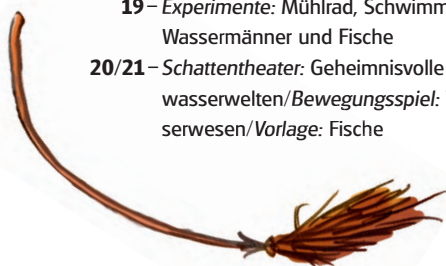 19 – Experimente: Mühlrad, Schwimm
Wassermänner und Fische
20/21 – Schattentheater: Geheimnisvolle
wasserwelten/Bewegungsspiel:
serwesen/Vorlage: Fische